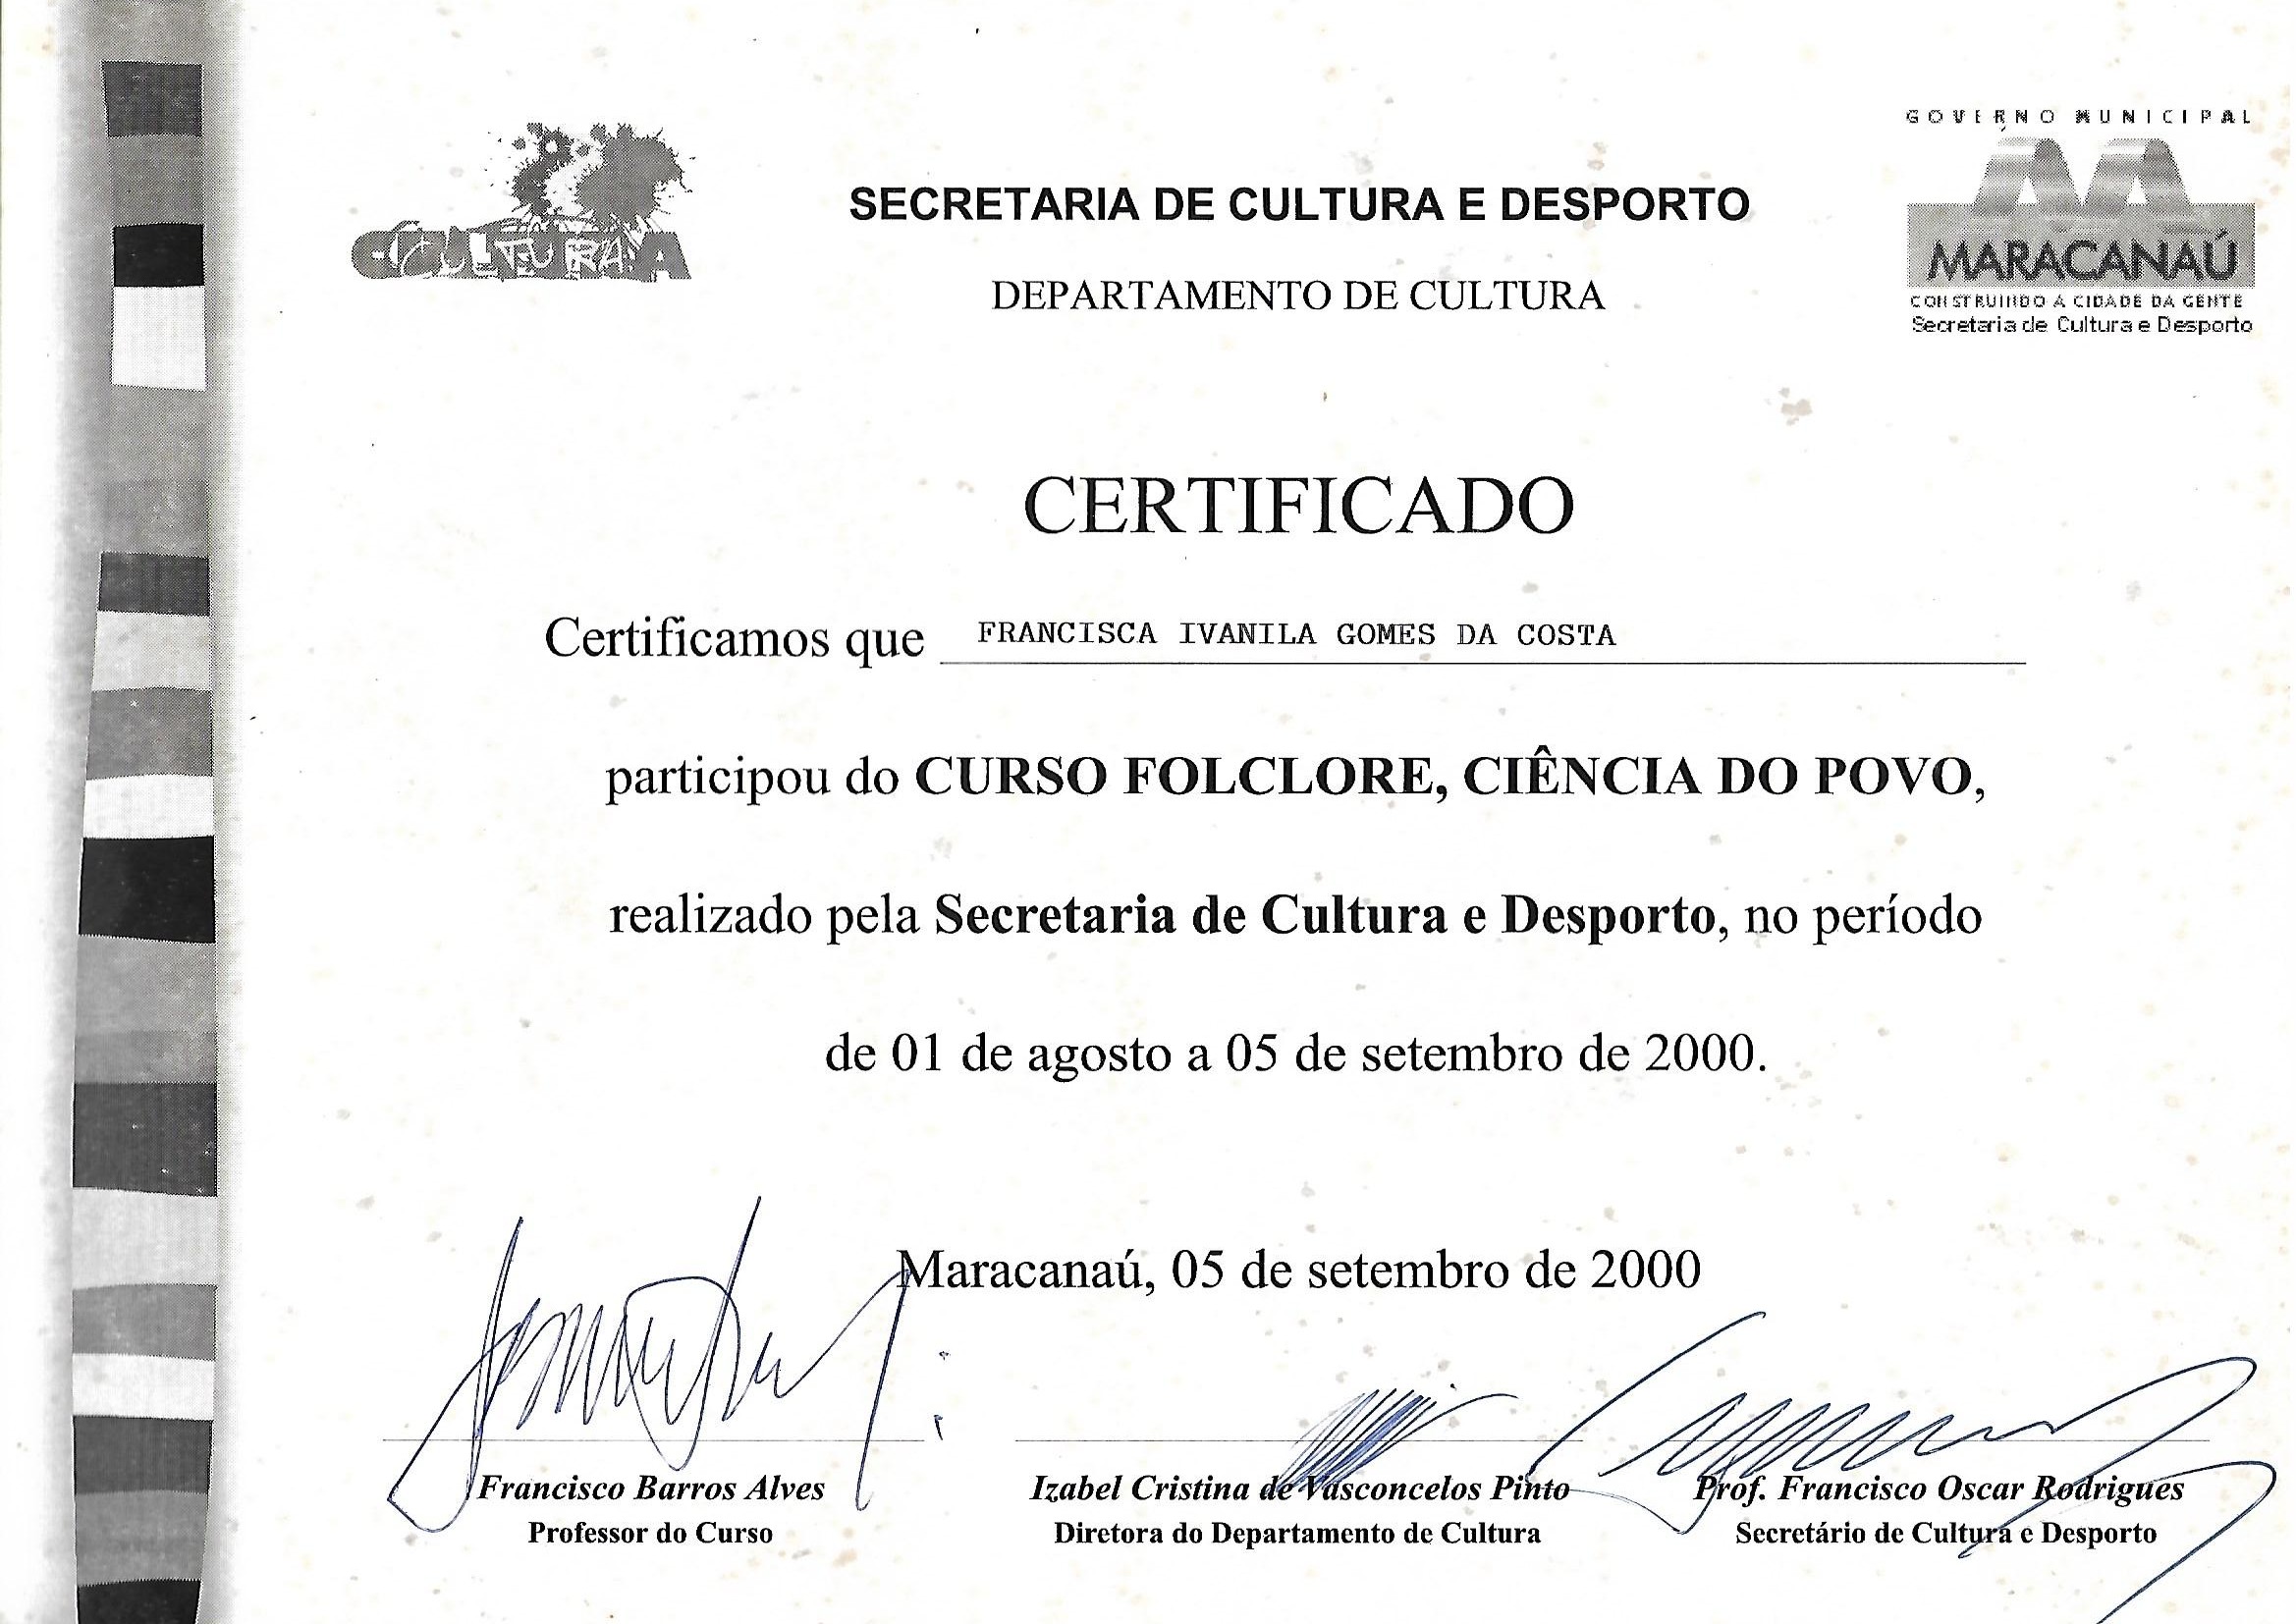 GOVERNO MUNICIPAL
CULTURA
SECRETARIA DE CULTURA E DESPORTO
MARACANAÚ
DEPARTAMENTO DE CULTURA
CONSTRUINDO A CIDADE DA GENTE
Secretaria de Cultura e Desporto
CERTIFICADO
Certificamos que FRANCISCA IVANILA GOMES DA COSTA
participou do CURSO FOLCLORE, CIÊNCIA DO POVO,
realizado pela Secretaria de Cultura e Desporto, no período
de 01 de agosto a 05 de setembro de 2000.
Maracanaú, 05 de setembro de 2000
Francisco Barros Alves
Professor do Curso
Izabel Cristina de Vasconcelos Pinto
Diretora do Departamento de Cultura
Prof. Francisco Oscar Rodrigues
Secretário de Cultura e Desporto